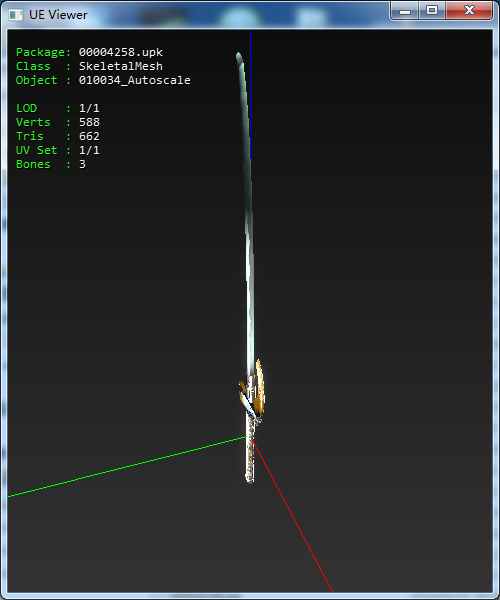 UE Viewer
Package: 00004258.upk
Class : SkeletalMesh
Object : 010034_Autoscale
LOD : 1/1
Verts : 588
Tris : 662
UV Set : 1/1
Bones : 3